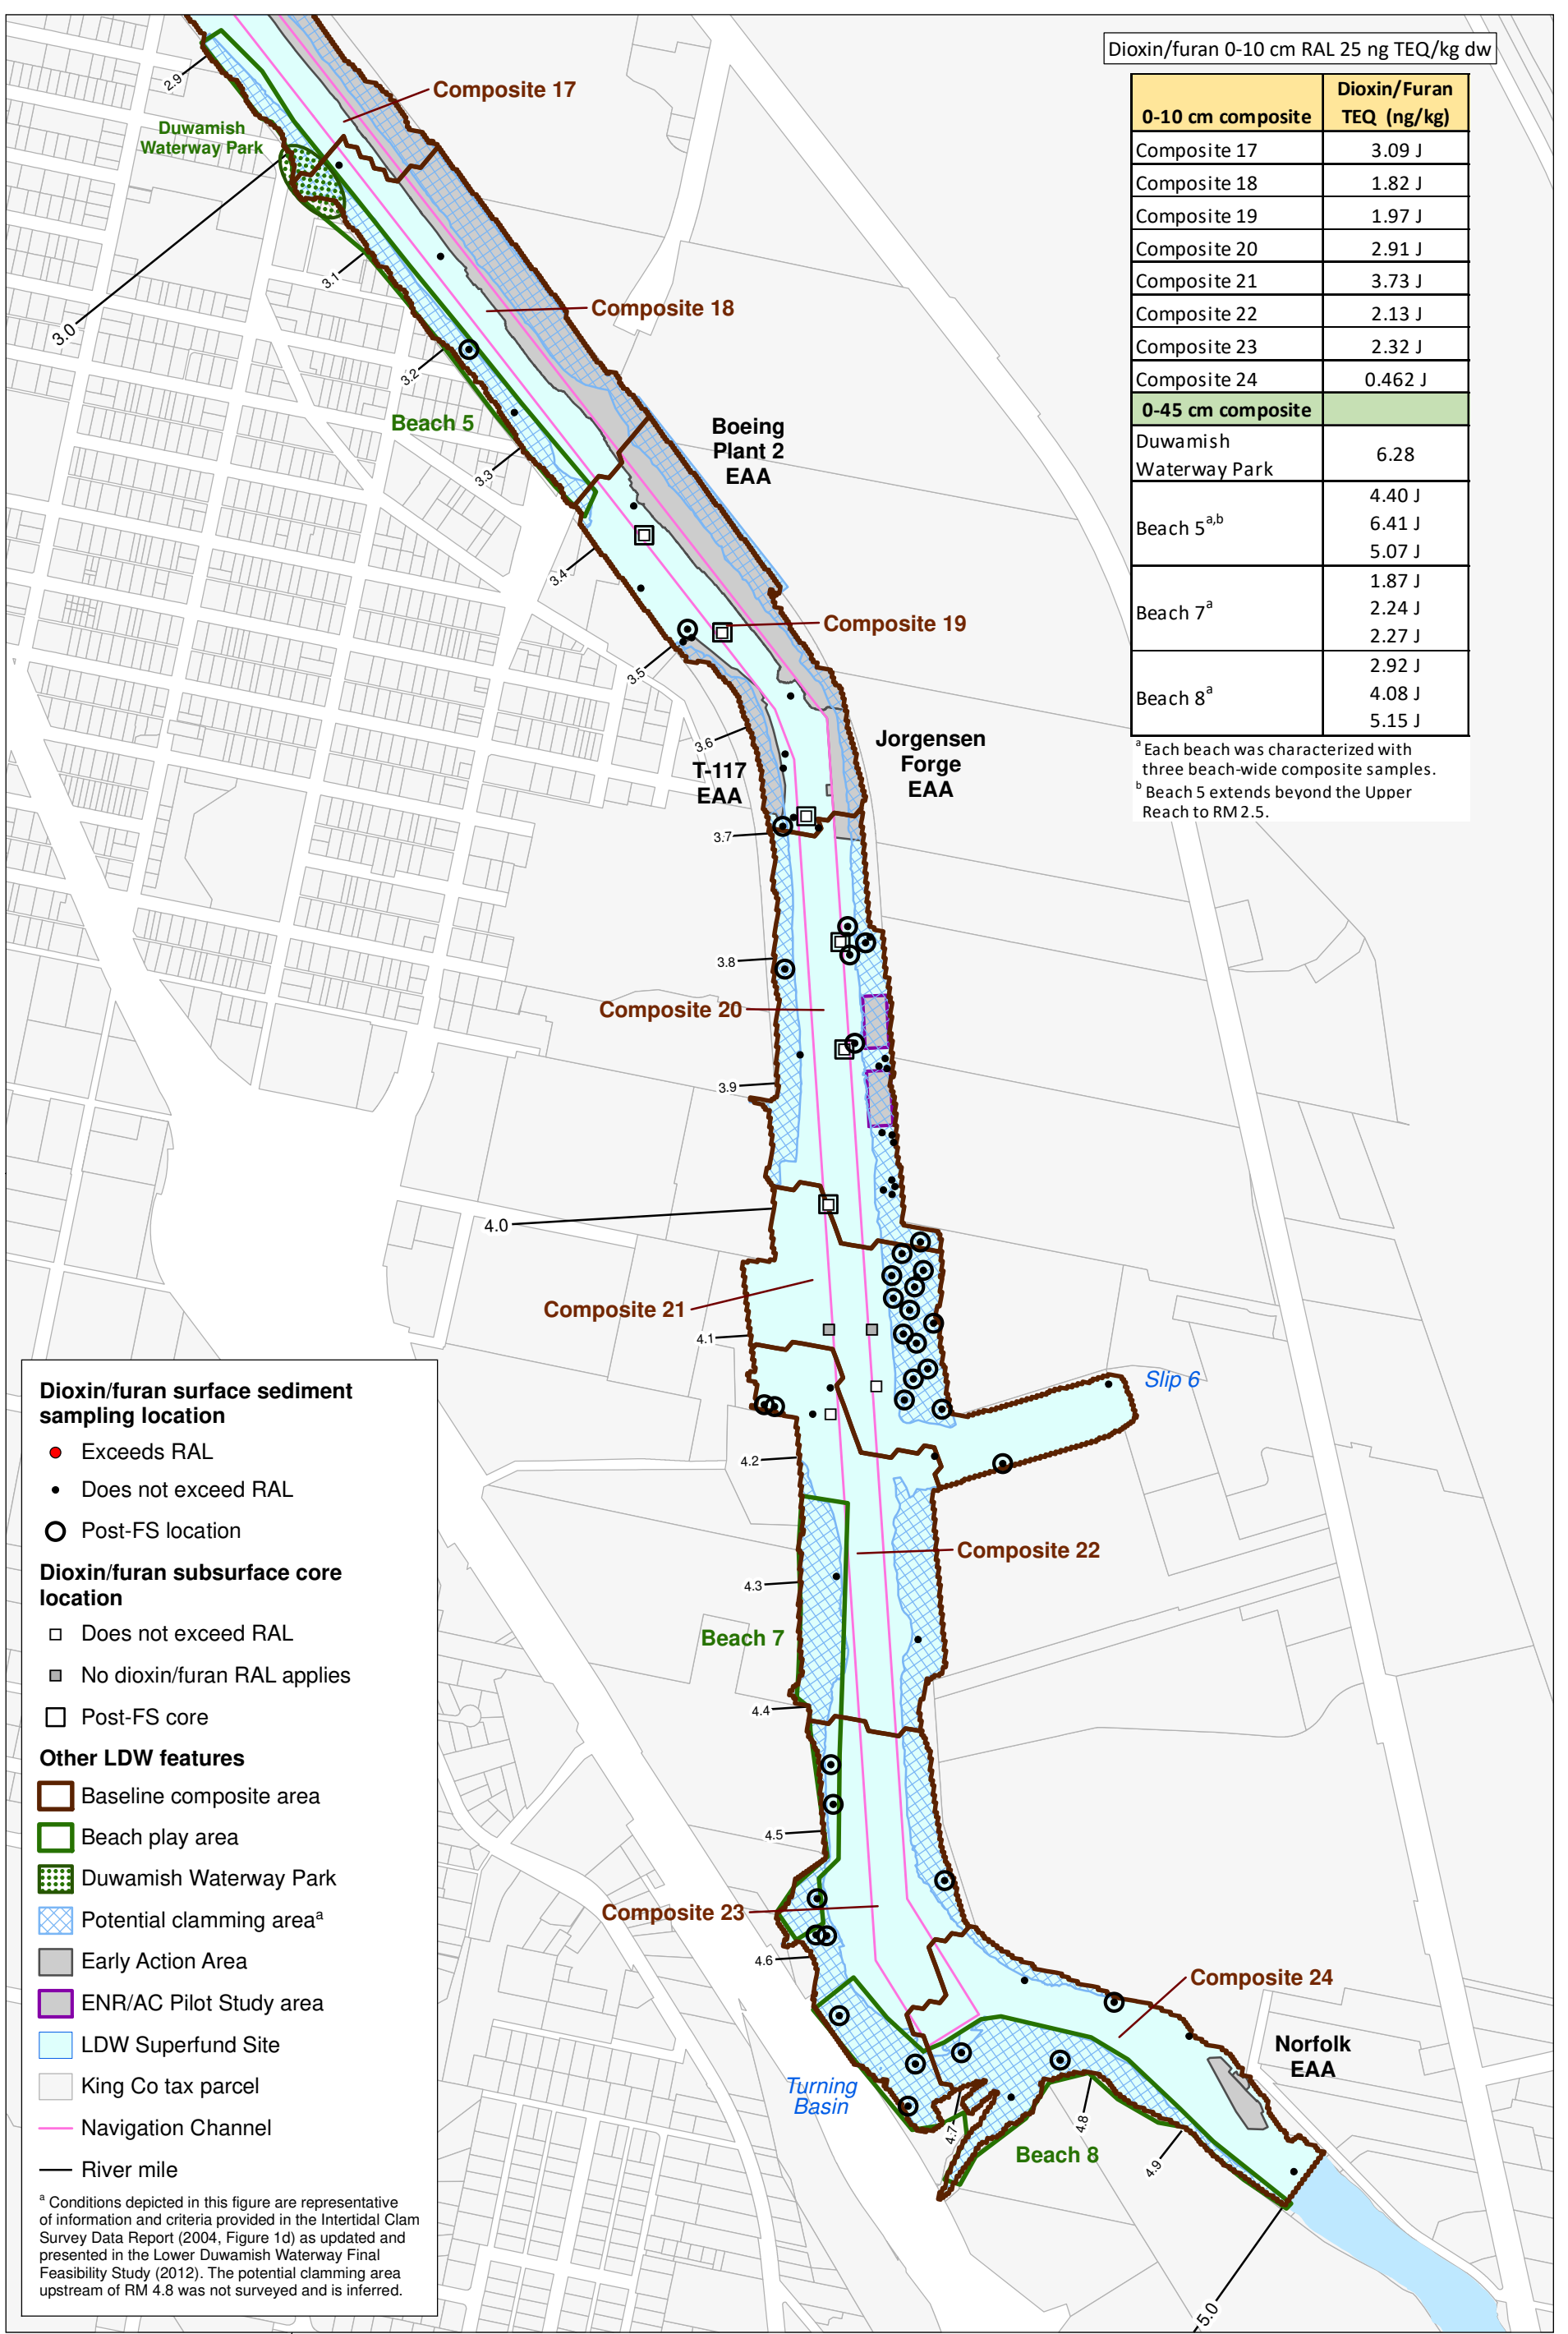 Dioxin/furan 0-10 cm RAL 25 ng TEQ/kg dw
0-10 cm composite Dioxin/Furan TEQ (ng/kg)
Composite 17 3.09 J
Composite 18 1.82 J
Composite 19 1.97 J
Composite 20 2.91 J
Composite 21 3.73 J
Composite 22 2.13 J
Composite 23 2.32 J
Composite 24 0.462 J
0-45 cm composite
Duwamish Waterway Park 6.28
Beach 5a,b
4.40 J
6.41 J
5.07 J
Beach 7a
1.87 J
2.24 J
2.27 J
Beach 8a
2.92 J
4.08 J
5.15 J
a Each beach was characterized with
three beach-wide composite samples.
b Beach 5 extends beyond the Upper
Reach to RM 2.5.
2.9
Composite 17
Duwamish
Waterway Park
3.0
3.1
Composite 18
3.2
Beach 5
Boeing
Plant 2
EAA
3.3
3.4
Composite 19
3.5
3.6
T-117
EAA
Jorgensen
Forge
EAA
3.7
3.8
Composite 20
3.9
4.0
Composite 21
4.1
Slip 6
4.2
Composite 22
4.3
Beach 7
4.4
4.5
Composite 23
4.6
Composite 24
Norfolk
EAA
Turning
Basin
4.7
4.8
Beach 8
4.9
5.0
Dioxin/furan surface sediment
sampling location
Exceeds RAL
Does not exceed RAL
Post-FS location
Dioxin/furan subsurface core
location
Does not exceed RAL
No dioxin/furan RAL applies
Post-FS core
Other LDW features
Baseline composite area
Beach play area
Duwamish Waterway Park
Potential clamming areaa
Early Action Area
ENR/AC Pilot Study area
LDW Superfund Site
King Co tax parcel
Navigation Channel
River mile
a Conditions depicted in this figure are representative
of information and criteria provided in the Intertidal Clam
Survey Data Report (2004, Figure 1d) as updated and
presented in the Lower Duwamish Waterway Final
Feasibility Study (2012). The potential clamming area
upstream of RM 4.8 was not surveyed and is inferred.